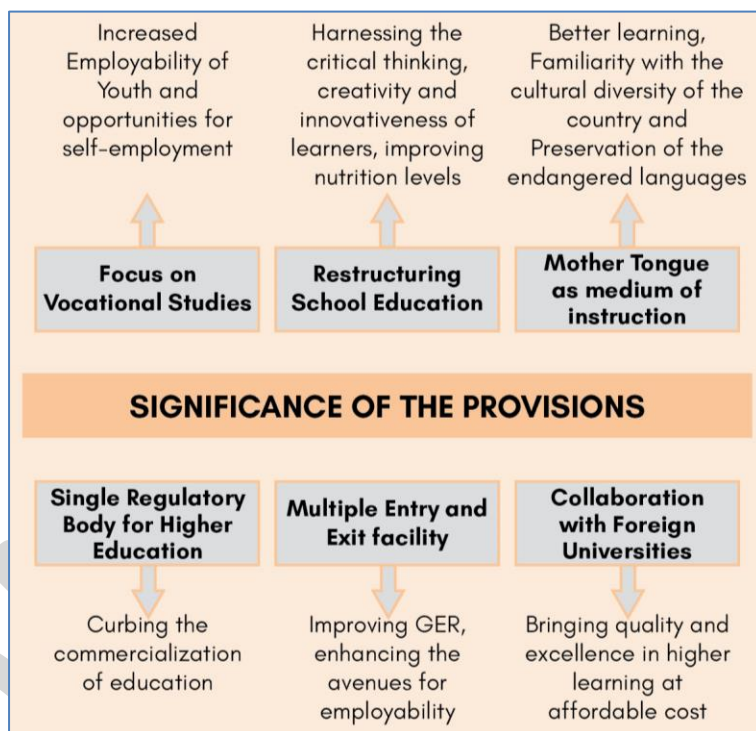 Increased
Employability of
Youth and
opportunities for
self-employment
Harnessing the
critical thinking,
creativity and
innovativeness of
learners, improving
nutrition levels
Better learning,
Familiarity with the
cultural diversity of the
country and
Preservation of the
endangered languages
Focus on
Vocational Studies
Restructuring
School Education
Mother Tongue
as medium of
instruction
SIGNIFICANCE OF THE PROVISIONS
Single Regulatory
Body for Higher
Education
Multiple Entry and
Exit facility
Collaboration
with Foreign
Universities
Curbing the
commercialization
of education
Improving GER,
enhancing the
avenues for
employability
Bringing quality and
excellence in higher
learning at
affordable cost